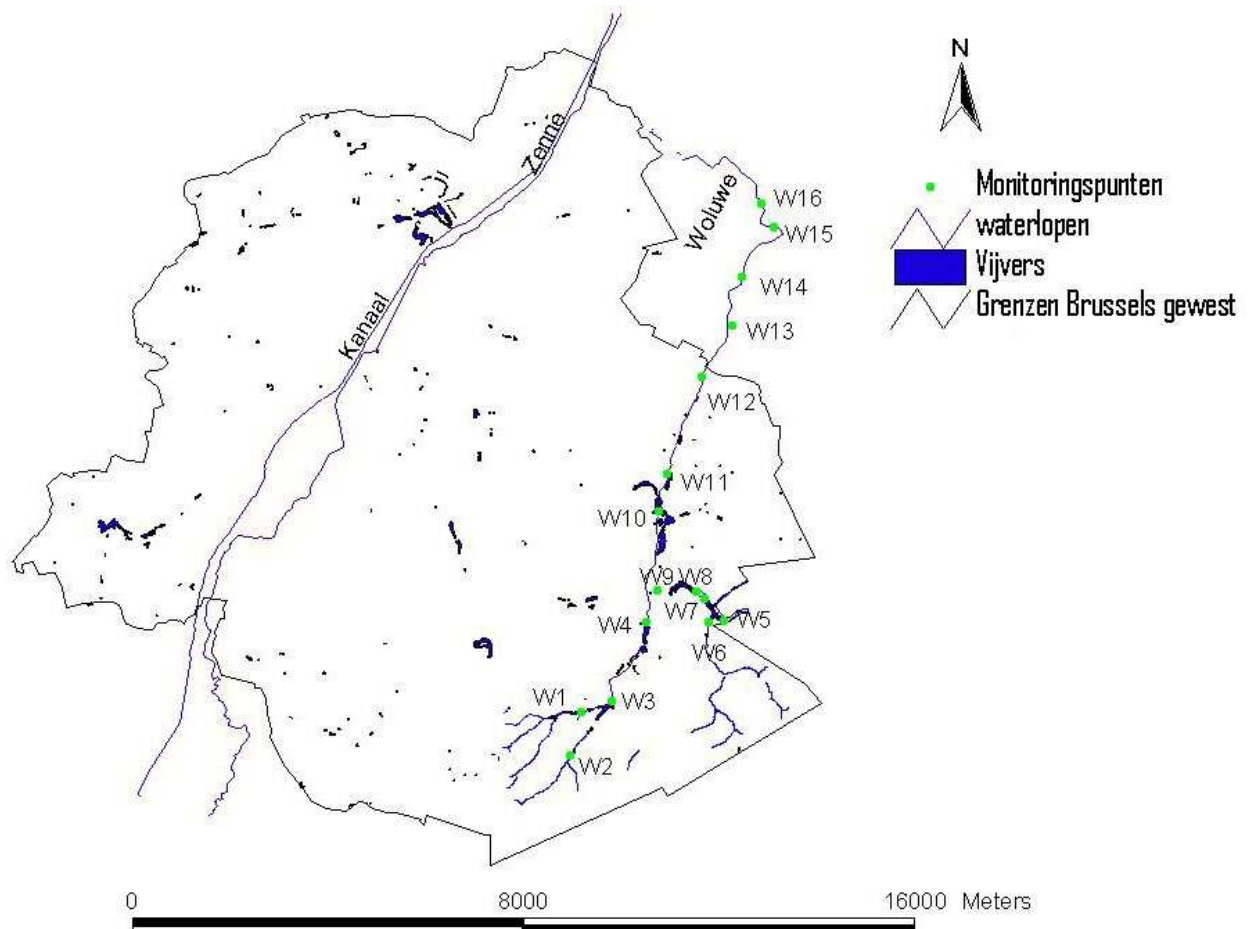 N
Zenne
Kanaal
Woluwe
W16
W15
W14
W13
W12
W11
W10
W9
W8
W7
W5
W4
W6
W1
W3
W2
Monitoringspunten
waterlopen
Vijvers
Grenzen Brussels gewest
0
8000
16000 Meters